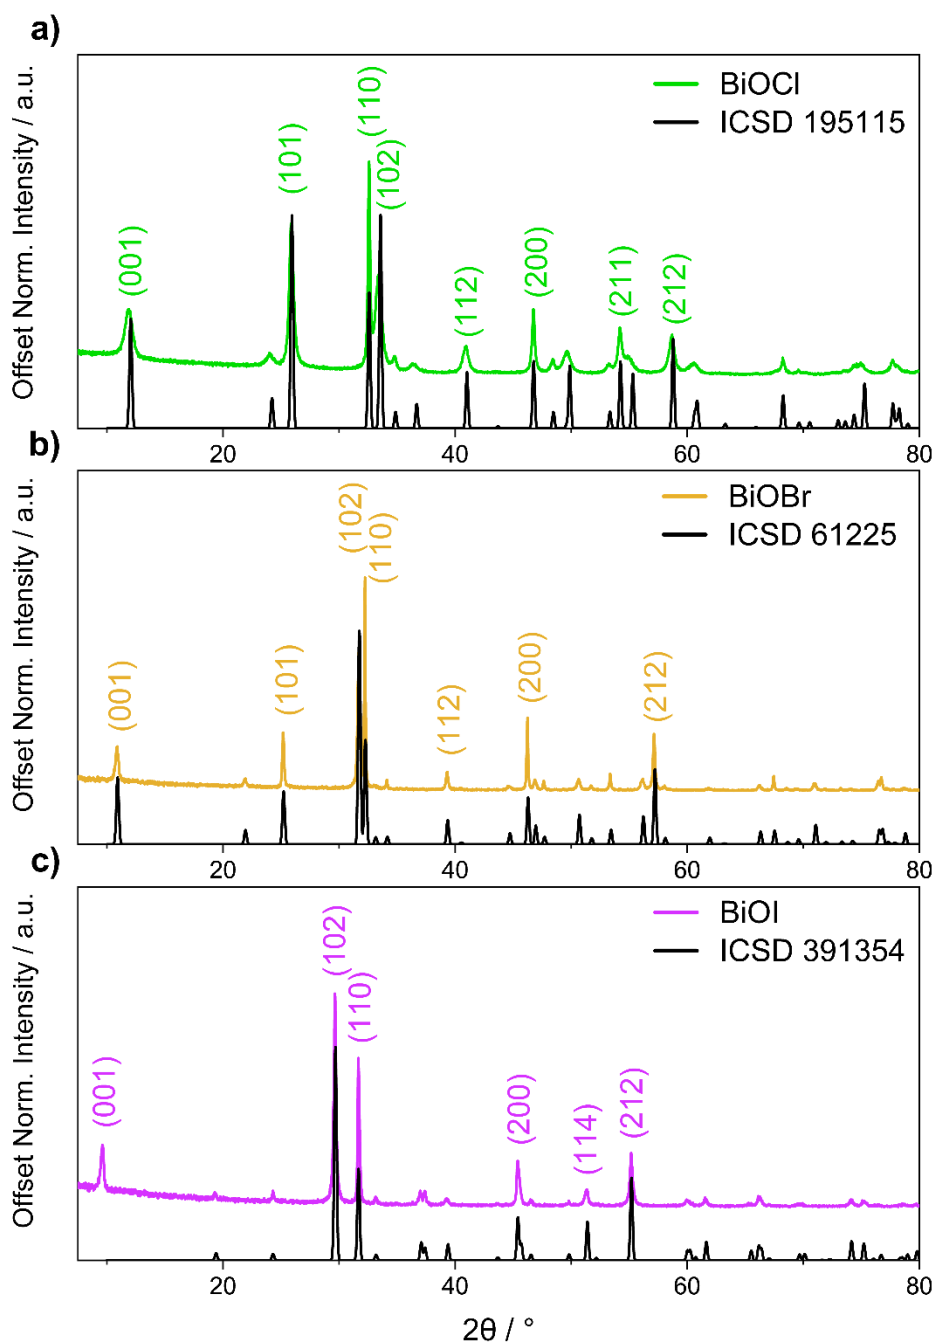 a)
Offset Norm. Intensity / a.u.
BiOCl
ICSD 195115
(001)
(101)
(110)
(102)
(112)
(200)
(211)
(212)
20
40
60
80
b)
Offset Norm. Intensity / a.u.
BiOBr
ICSD 61225
(001)
(101)
(102)
(110)
(112)
(200)
(212)
20
40
60
80
c)
Offset Norm. Intensity / a.u.
BiOI
ICSD 391354
(001)
(102)
(110)
(200)
(114)
(212)
20
40
60
80
2θ / °